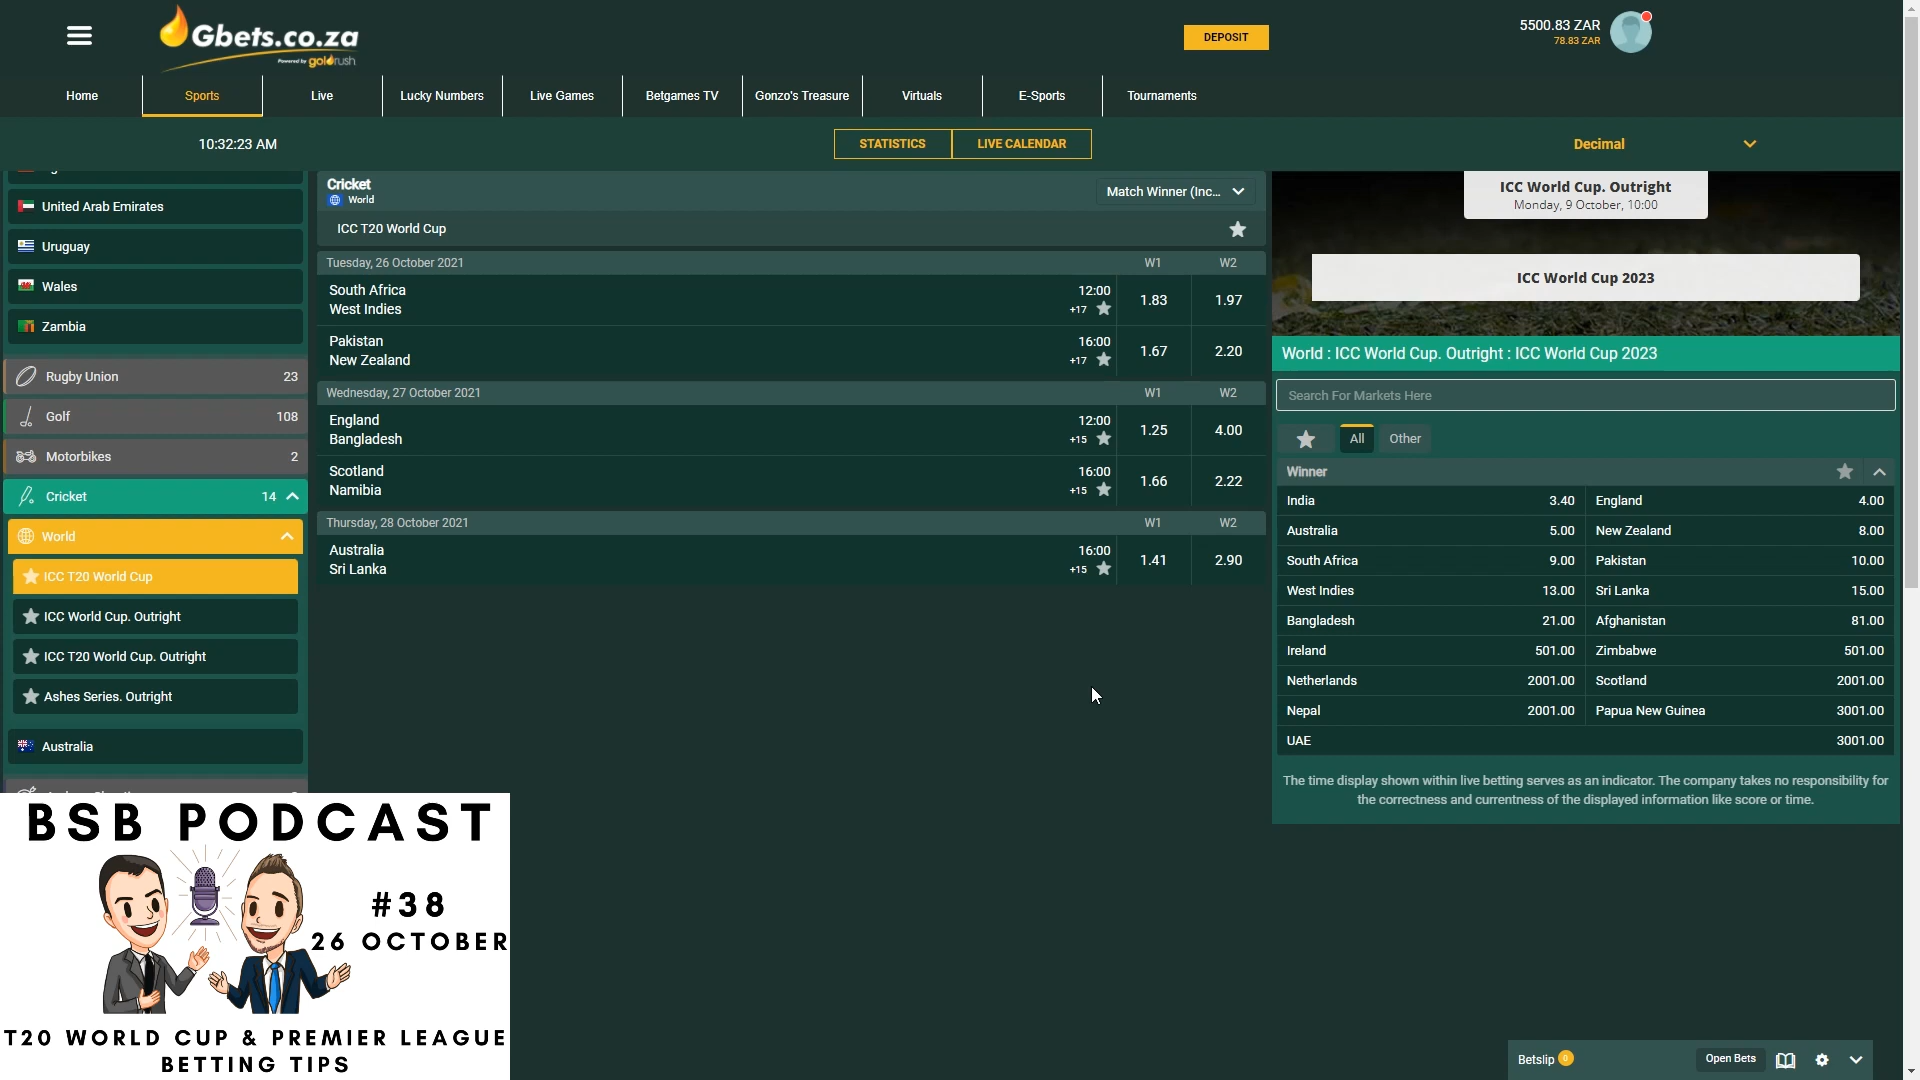 Gbets.co.za
Powered by goldrush
DEPOSIT
5500.83 ZAR
78.83 ZAR
Home
Sports
Live
Lucky Numbers
Live Games
Betgames TV
Gonzo's Treasure
Virtuals
E-Sports
Tournaments
10:32:23 AM
STATISTICS
LIVE CALENDAR
Decimal
United Arab Emirates
Uruguay
Wales
Zambia
Rugby Union 23
Golf 108
Motorbikes 2
Cricket 14
World
ICC T20 World Cup
ICC World Cup. Outright
ICC T20 World Cup. Outright
Ashes Series. Outright
Australia
Cricket
World
Match Winner (Inc...
ICC T20 World Cup
Tuesday, 26 October 2021 W1 W2
South Africa 12:00
West Indies +17 1.83 1.97
Pakistan 16:00
New Zealand +17 1.67 2.20
Wednesday, 27 October 2021 W1 W2
England 12:00
Bangladesh +15 1.25 4.00
Scotland 16:00
Namibia +15 1.66 2.22
Thursday, 28 October 2021 W1 W2
Australia 16:00
Sri Lanka +15 1.41 2.90
ICC World Cup. Outright
Monday, 9 October, 10:00
ICC World Cup 2023
World : ICC World Cup. Outright : ICC World Cup 2023
Search For Markets Here
All Other
Winner
India 3.40 England 4.00
Australia 5.00 New Zealand 8.00
South Africa 9.00 Pakistan 10.00
West Indies 13.00 Sri Lanka 15.00
Bangladesh 21.00 Afghanistan 81.00
Ireland 501.00 Zimbabwe 501.00
Netherlands 2001.00 Scotland 2001.00
Nepal 2001.00 Papua New Guinea 3001.00
UAE 3001.00
The time display shown within live betting serves as an indicator. The company takes no responsibility for
the correctness and currentness of the displayed information like score or time.
BSB PODCAST
#38
26 OCTOBER
T20 WORLD CUP & PREMIER LEAGUE
BETTING TIPS
Betslip 0
Open Bets